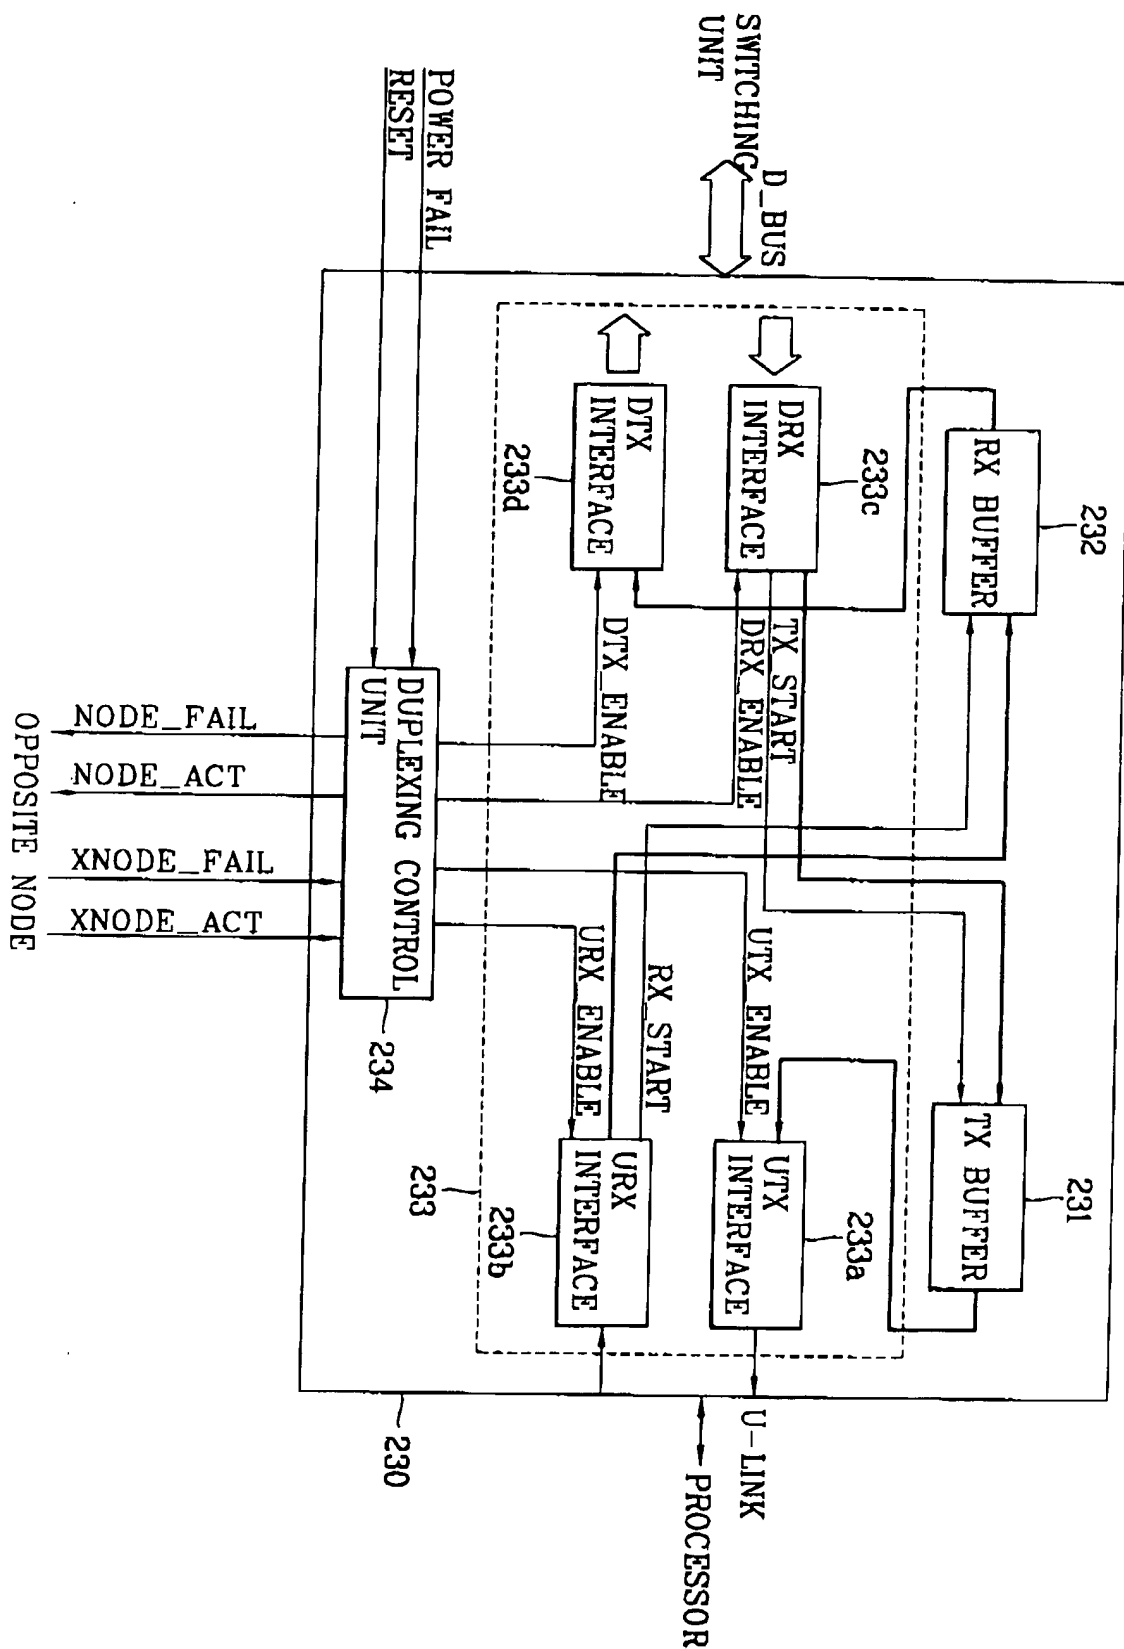 SWITCHING
UNIT
D_BUS
POWER FAIL
RESET
232
RX BUFFER
231
TX BUFFER
233c
DRX
INTERFACE
TX_START
DRX_ENABLE
233a
UTX
INTERFACE
UTX_ENABLE
U-LINK
PROCESSOR
DTX
INTERFACE
233d
DTX_ENABLE
RX_START
URX_ENABLE
URX
INTERFACE
233b
233
DUPLEXING CONTROL
UNIT
234
230
NODE_FAIL
NODE_ACT
XNODE_FAIL
XNODE_ACT
OPPOSITE NODE